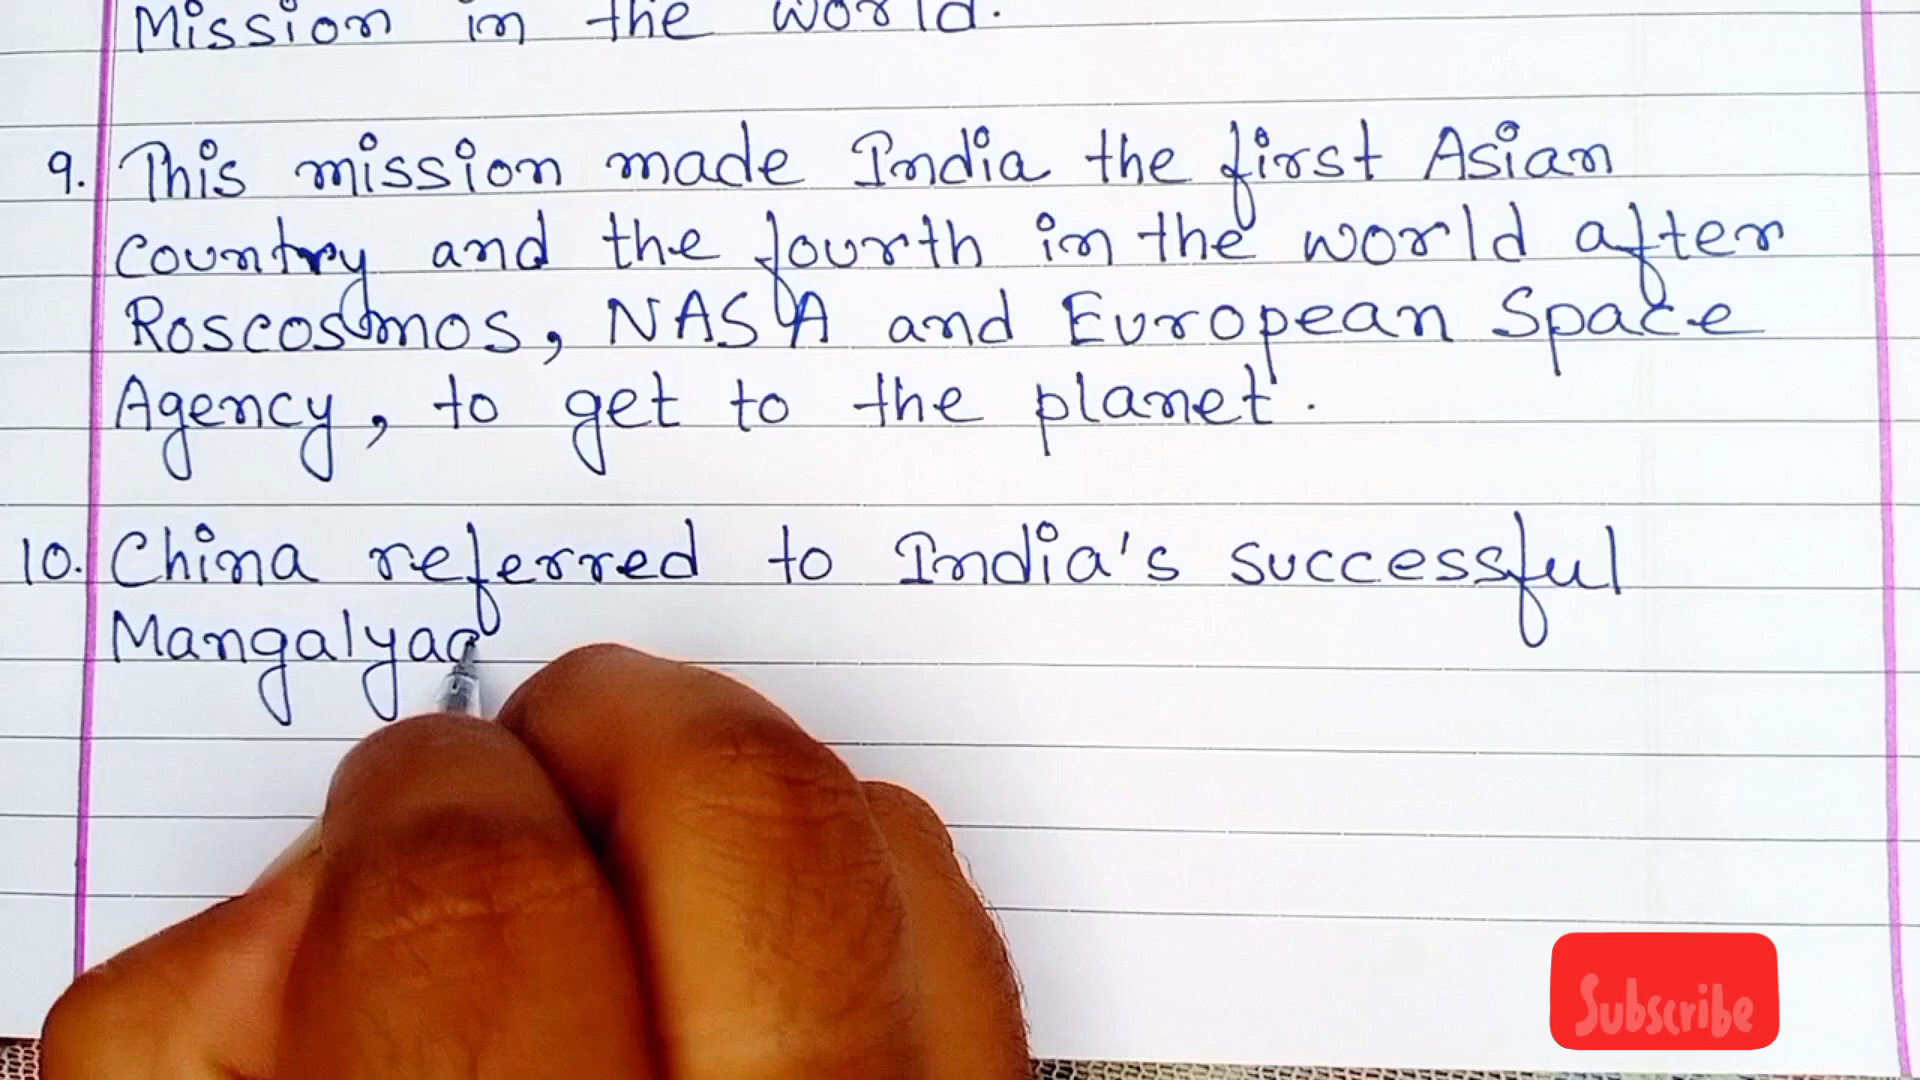 Mission in the world.
9. This mission made India the first Asian
country and the fourth in the world after
Roscosmos, NASA and European Space
Agency, to get to the planet.
10. China referred to India's successful
Mangalyaa
Subscribe